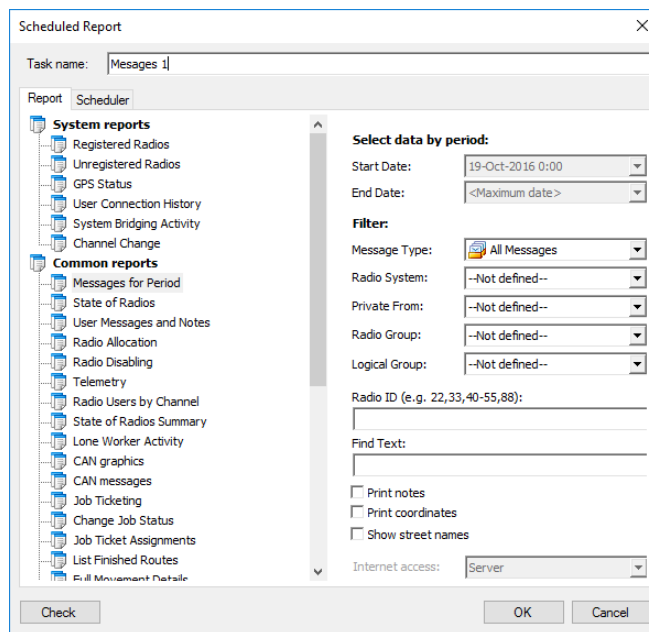 Scheduled Report
Task name: Mesages 1
Report Scheduler
System reports
Registered Radios
Unregistered Radios
GPS Status
User Connection History
System Bridging Activity
Channel Change
Common reports
Messages for Period
State of Radios
User Messages and Notes
Radio Allocation
Radio Disabling
Telemetry
Radio Users by Channel
State of Radios Summary
Lone Worker Activity
CAN graphics
CAN messages
Job Ticketing
Change Job Status
Job Ticket Assignments
List Finished Routes
Full Movement Details
Select data by period:
Start Date: 19-Oct-2016 0:00
End Date: <Maximum date>
Filter:
Message Type: All Messages
Radio System: --Not defined--
Private From: --Not defined--
Radio Group: --Not defined--
Logical Group: --Not defined--
Radio ID (e.g. 22,33,40-55,88):
Find Text:
Print notes
Print coordinates
Show street names
Internet access: Server
Check OK Cancel